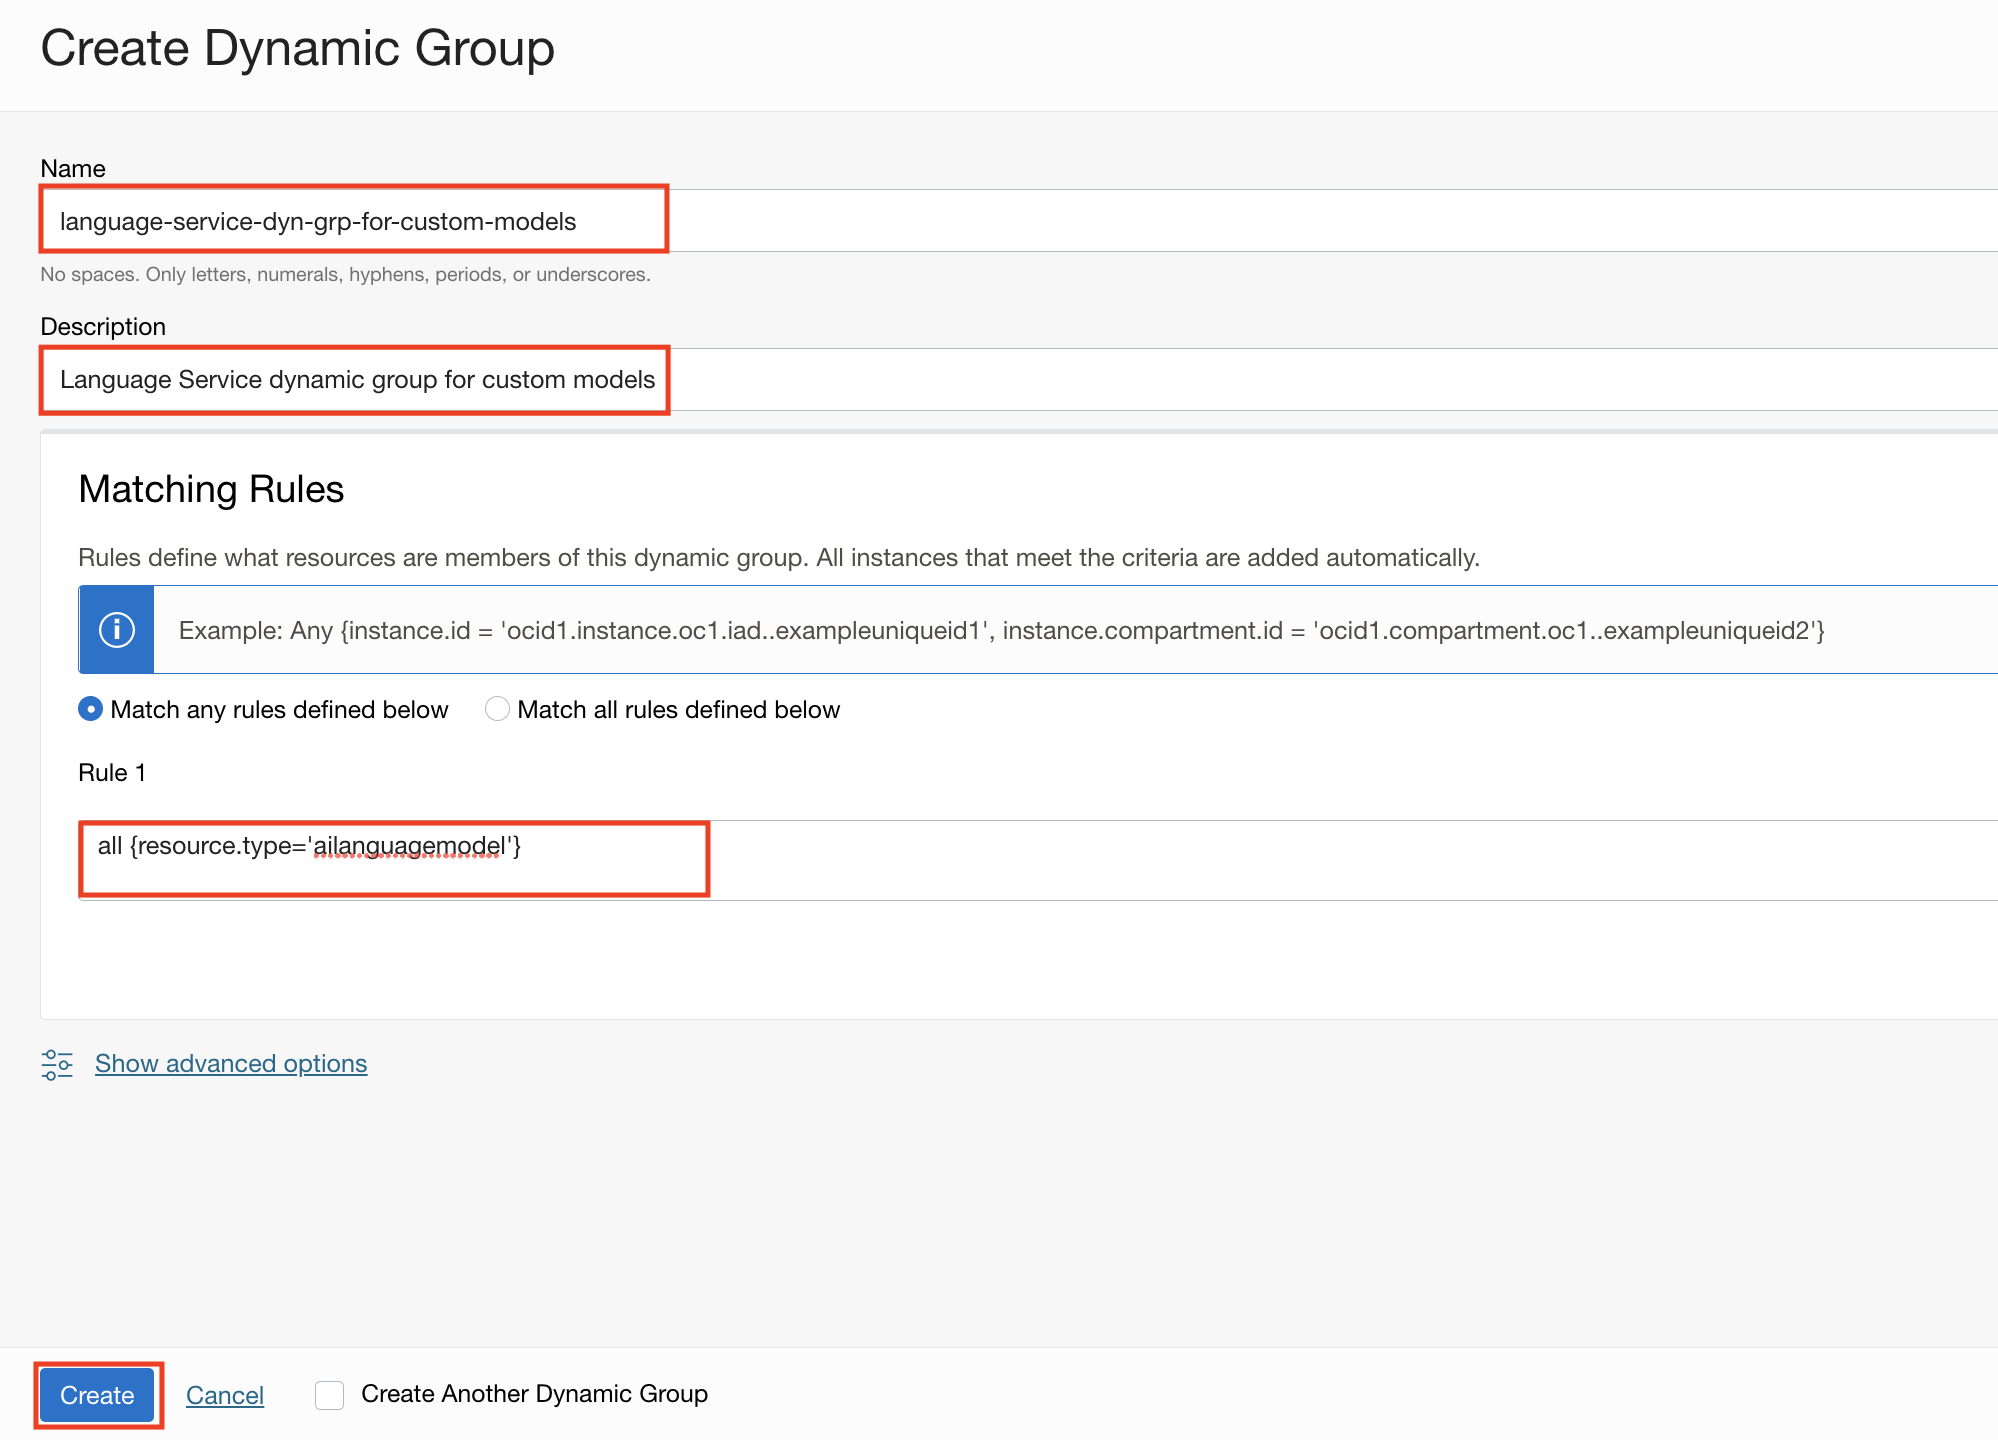 Create Dynamic Group
Name
language-service-dyn-grp-for-custom-models
No spaces. Only letters, numerals, hyphens, periods, or underscores.
Description
Language Service dynamic group for custom models
Matching Rules
Rules define what resources are members of this dynamic group. All instances that meet the criteria are added automatically.
Example: Any {instance.id = 'ocid1.instance.oc1.iad..exampleuniqueid1', instance.compartment.id = 'ocid1.compartment.oc1..exampleuniqueid2'}
Match any rules defined below Match all rules defined below
Rule 1
all {resource.type='ailanguagemodel'}
Show advanced options
Create Cancel Create Another Dynamic Group